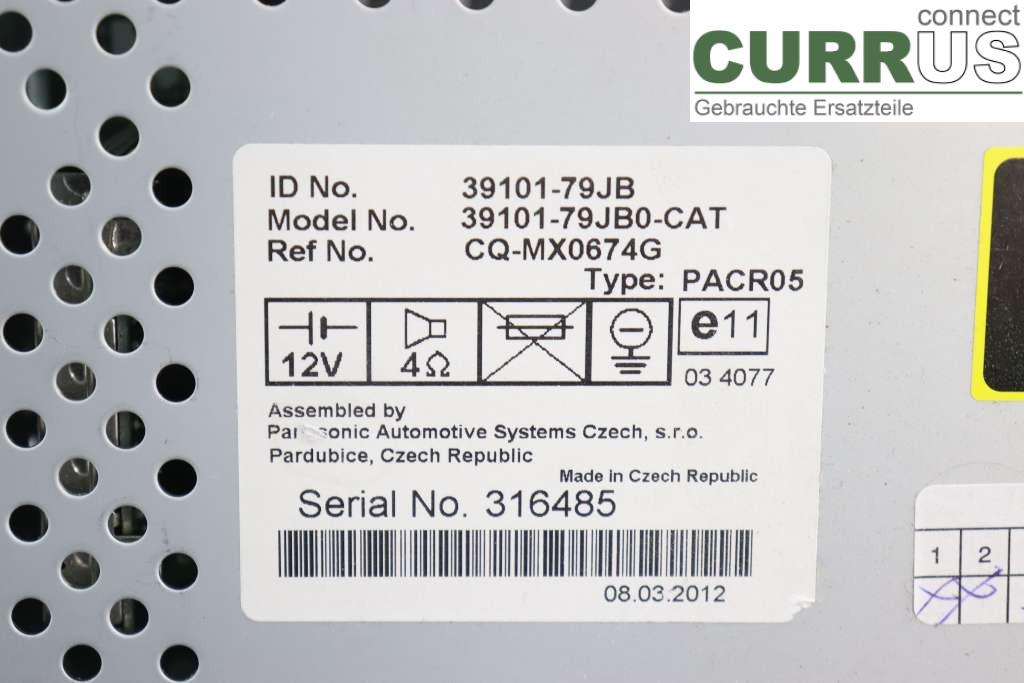 connect
CURRUS
Gebrauchte Ersatzteile
ID No. 39101-79JB
Model No. 39101-79JB0-CAT
Ref No. CQ-MX0674G
Type: PACR05
12V 4Ω e11
03 4077
Assembled by
Panasonic Automotive Systems Czech, s.r.o.
Pardubice, Czech Republic
Made in Czech Republic
Serial No. 316485
08.03.2012
1 2